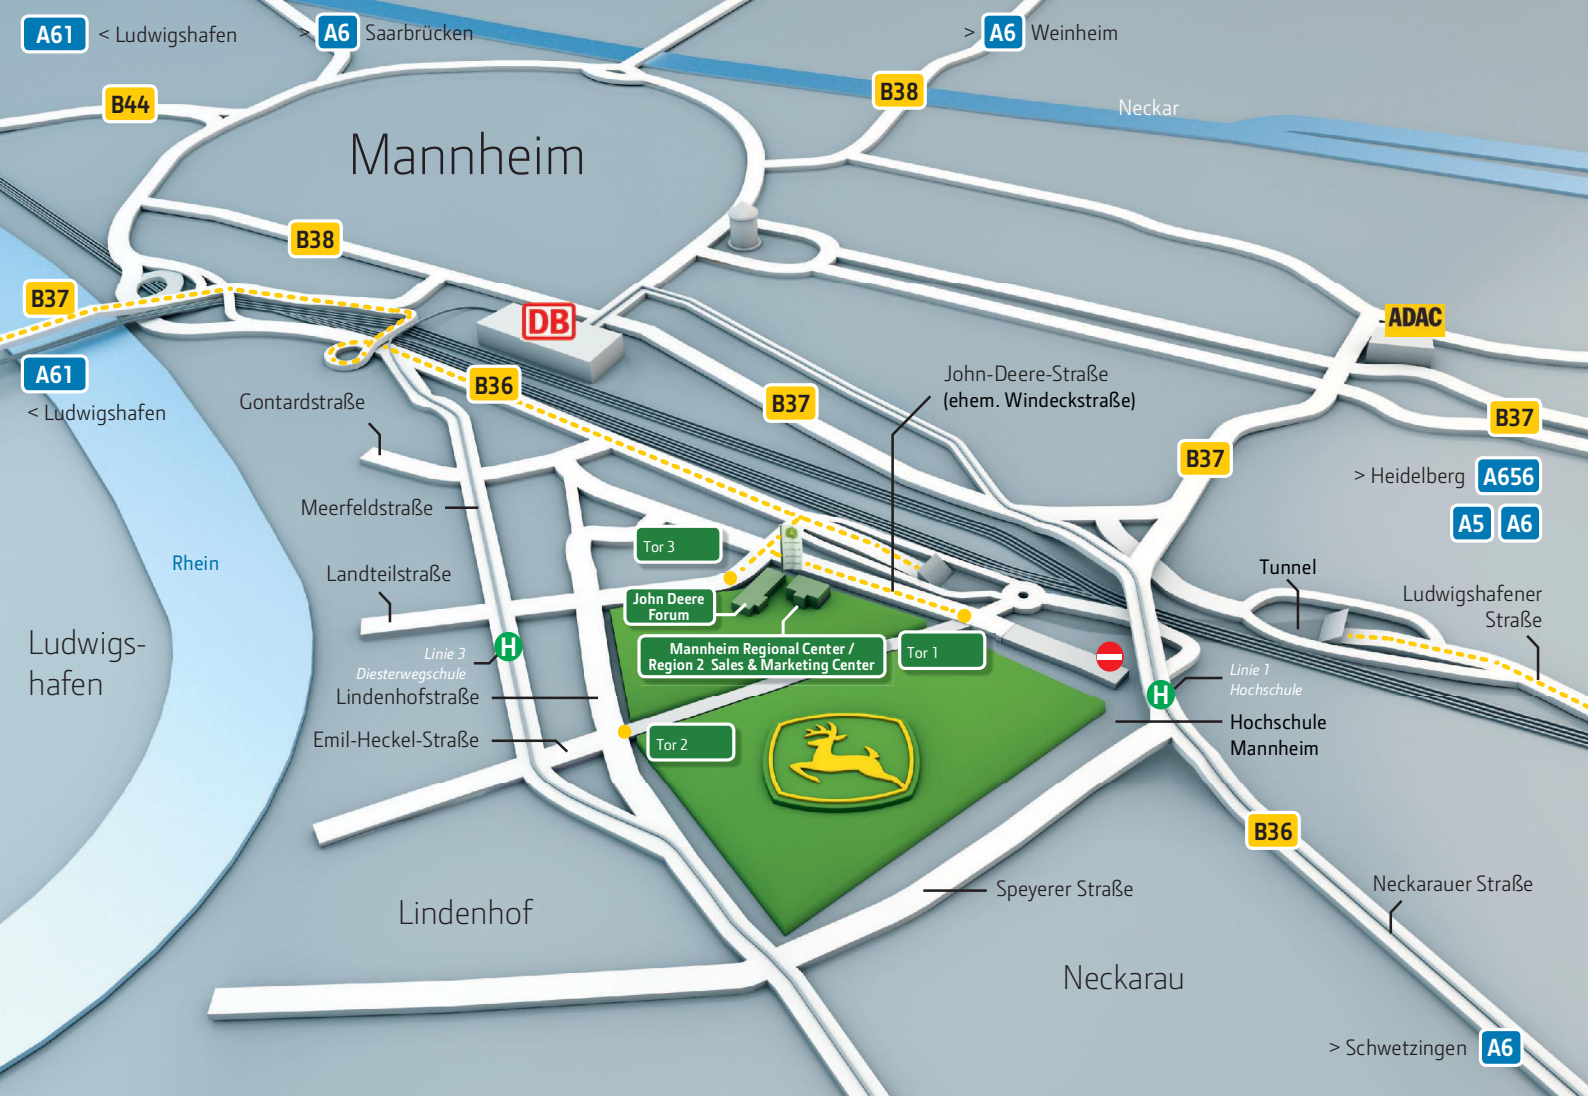 A61 < Ludwigshafen
> A6 Saarbrücken
> A6 Weinheim
B44
B38
Neckar
Mannheim
B38
B37
DB
ADAC
A61
< Ludwigshafen
B36
B37
John-Deere-Straße
(ehem. Windeckstraße)
B37
B37
Gontardstraße
> Heidelberg A656
A5 A6
Meerfeldstraße
Rhein
Tor 3
Landteilstraße
Tunnel
Ludwigshafener
Straße
John Deere
Forum
Ludwigs-
hafen
Mannheim Regional Center /
Region 2 Sales & Marketing Center
Tor 1
H
Linie 3
Diesterwegschule
Linie 1
Hochschule
H
Lindenhofstraße
Hochschule
Mannheim
Emil-Heckel-Straße
Tor 2
B36
Lindenhof
Speyerer Straße
Neckarauer Straße
Neckarau
> Schwetzingen A6